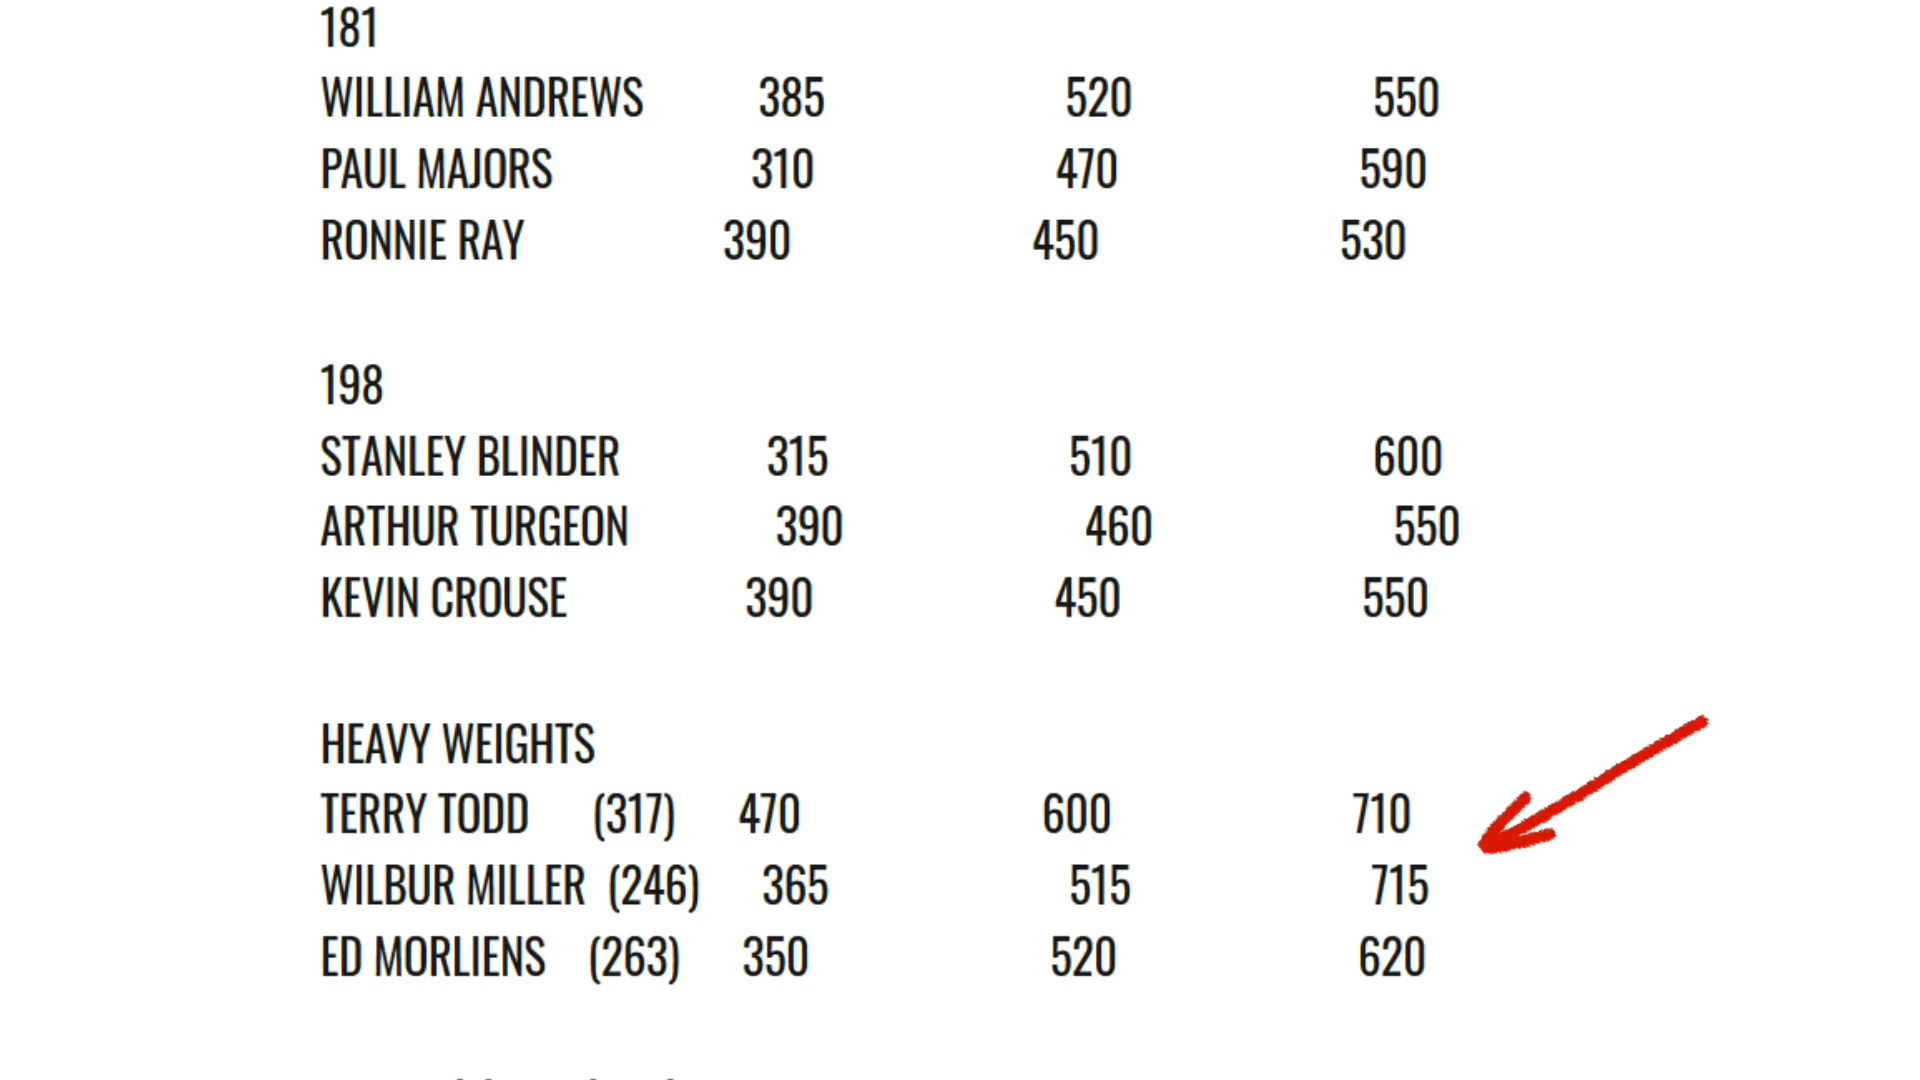 181
WILLIAM ANDREWS 385 520 550
PAUL MAJORS 310 470 590
RONNIE RAY 390 450 530
198
STANLEY BLINDER 315 510 600
ARTHUR TURGEON 390 460 550
KEVIN CROUSE 390 450 550
HEAVY WEIGHTS
TERRY TODD (317) 470 600 710
WILBUR MILLER (246) 365 515 715
ED MORLIENS (263) 350 520 620